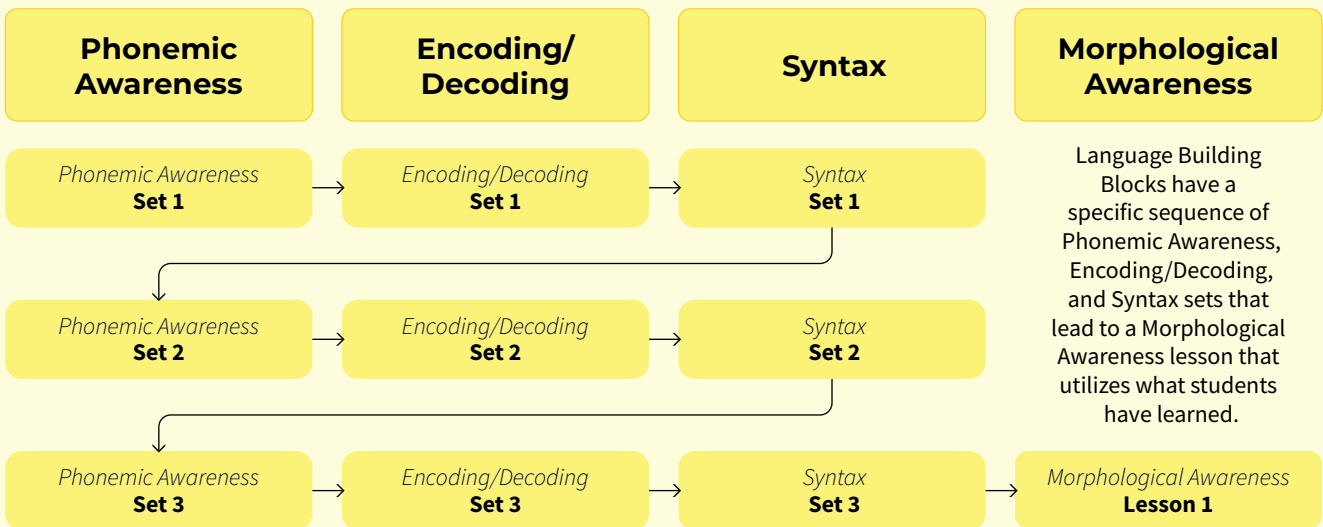 Phonemic
Awareness
Encoding/
Decoding
Syntax
Morphological
Awareness
Phonemic Awareness
Set 1
Encoding/Decoding
Set 1
Syntax
Set 1
Language Building
Blocks have a
specific sequence of
Phonemic Awareness,
Encoding/Decoding,
and Syntax sets that
lead to a Morphological
Awareness lesson that
utilizes what students
have learned.
Phonemic Awareness
Set 2
Encoding/Decoding
Set 2
Syntax
Set 2
Phonemic Awareness
Set 3
Encoding/Decoding
Set 3
Syntax
Set 3
Morphological Awareness
Lesson 1